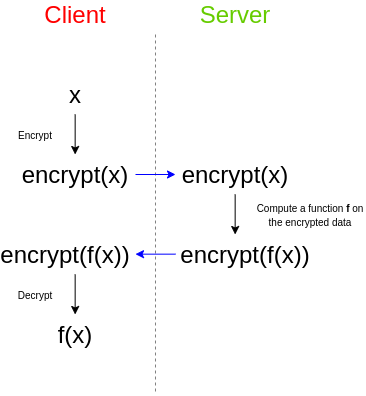 Client
Server
x
Encrypt
encrypt(x)
encrypt(x)
Compute a function f on
the encrypted data
encrypt(f(x))
encrypt(f(x))
Decrypt
f(x)